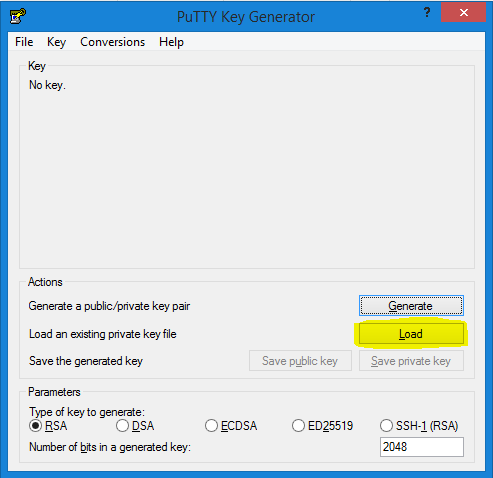 PuTTY Key Generator
?
File Key Conversions Help
Key
No key.
Actions
Generate a public/private key pair Generate
Load an existing private key file Load
Save the generated key Save public key Save private key
Parameters
Type of key to generate:
RSA DSA ECDSA ED25519 SSH-1 (RSA)
Number of bits in a generated key: 2048